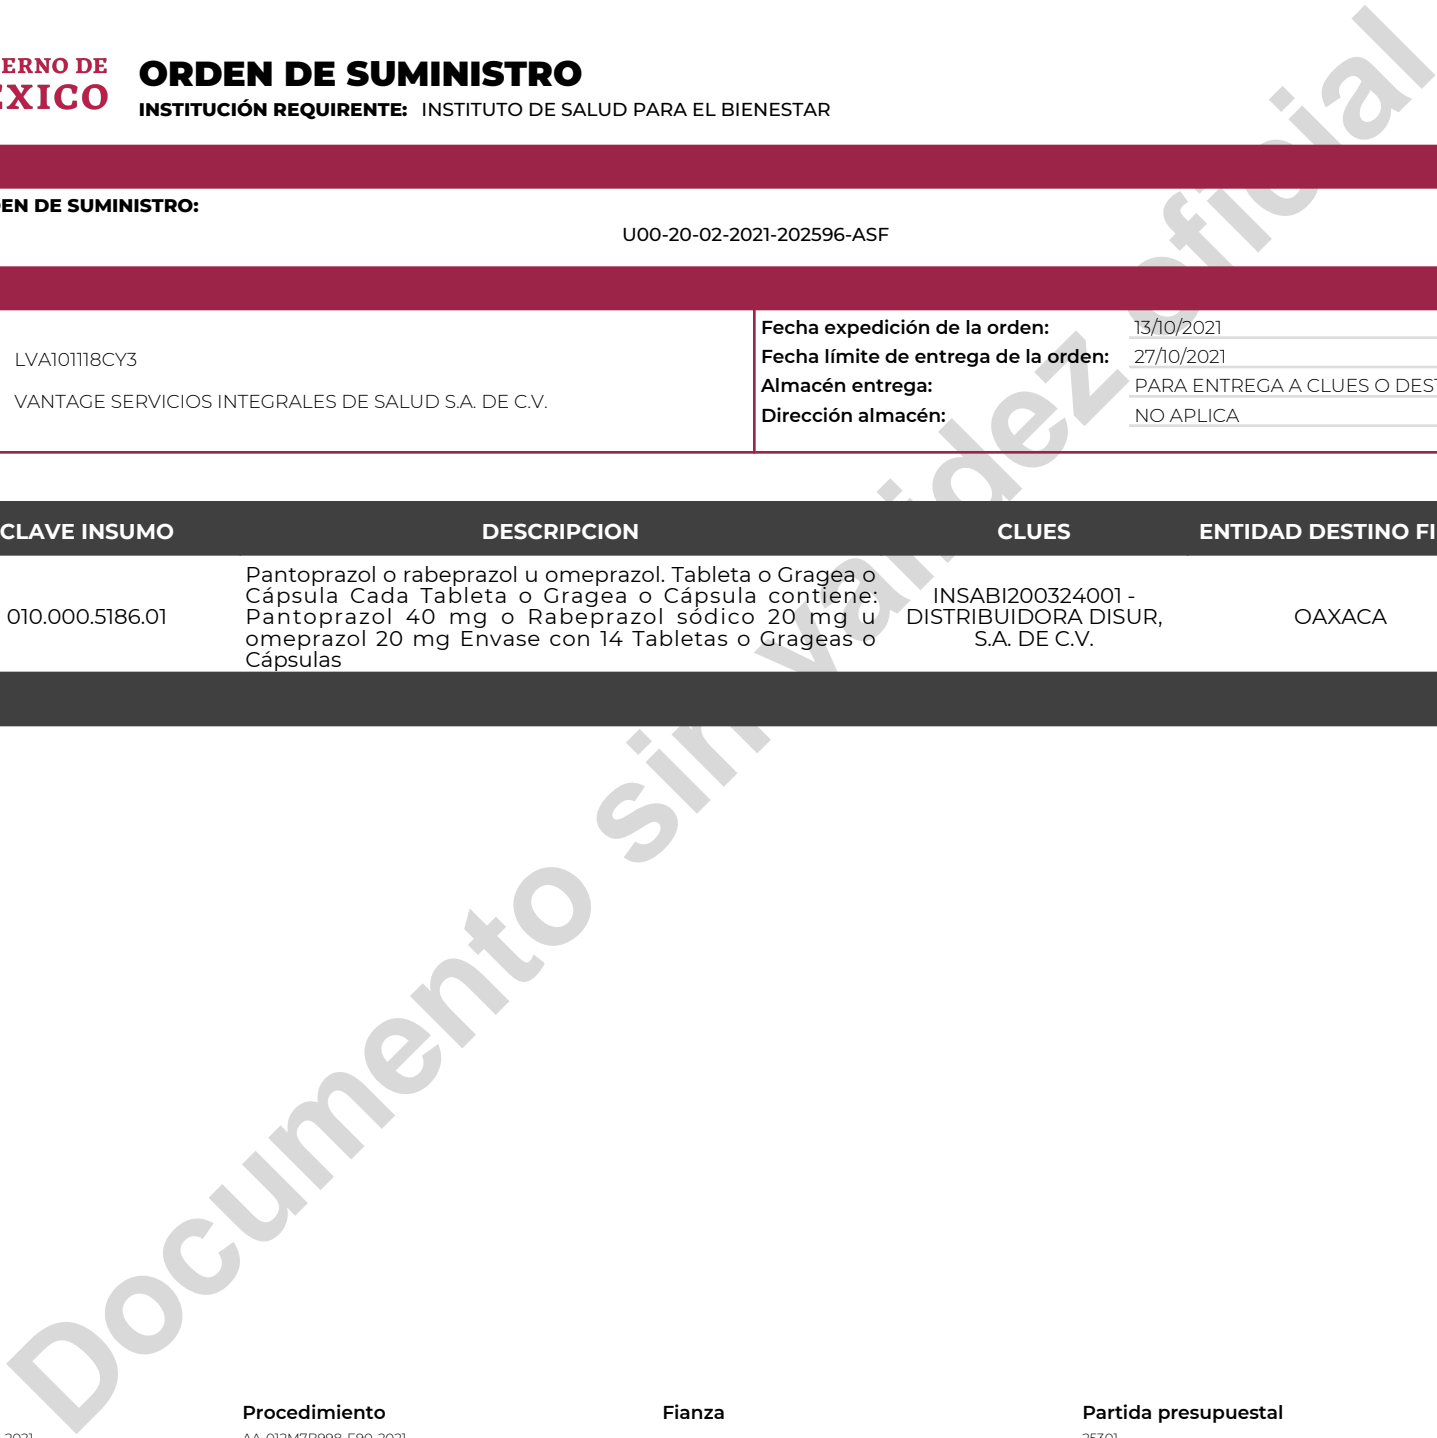 ERNO DE
EXICO
ORDEN DE SUMINISTRO
INSTITUCIÓN REQUIRENTE: INSTITUTO DE SALUD PARA EL BIENESTAR
EN DE SUMINISTRO:
U00-20-02-2021-202596-ASF
LVA101118CY3
VANTAGE SERVICIOS INTEGRALES DE SALUD S.A. DE C.V.
Fecha expedición de la orden: 13/10/2021
Fecha límite de entrega de la orden: 27/10/2021
Almacén entrega: PARA ENTREGA A CLUES O DEST
Dirección almacén: NO APLICA
CLAVE INSUMO DESCRIPCION CLUES ENTIDAD DESTINO FI
010.000.5186.01
Pantoprazol o rabeprazol u omeprazol. Tableta o Gragea o
Cápsula Cada Tableta o Gragea o Cápsula contiene:
Pantoprazol 40 mg o Rabeprazol sódico 20 mg u
omeprazol 20 mg Envase con 14 Tabletas o Grageas o
Cápsulas
INSABI200324001 -
DISTRIBUIDORA DISUR,
S.A. DE C.V.
OAXACA
Documento sin validez oficial
Procedimiento Fianza Partida presupuestal